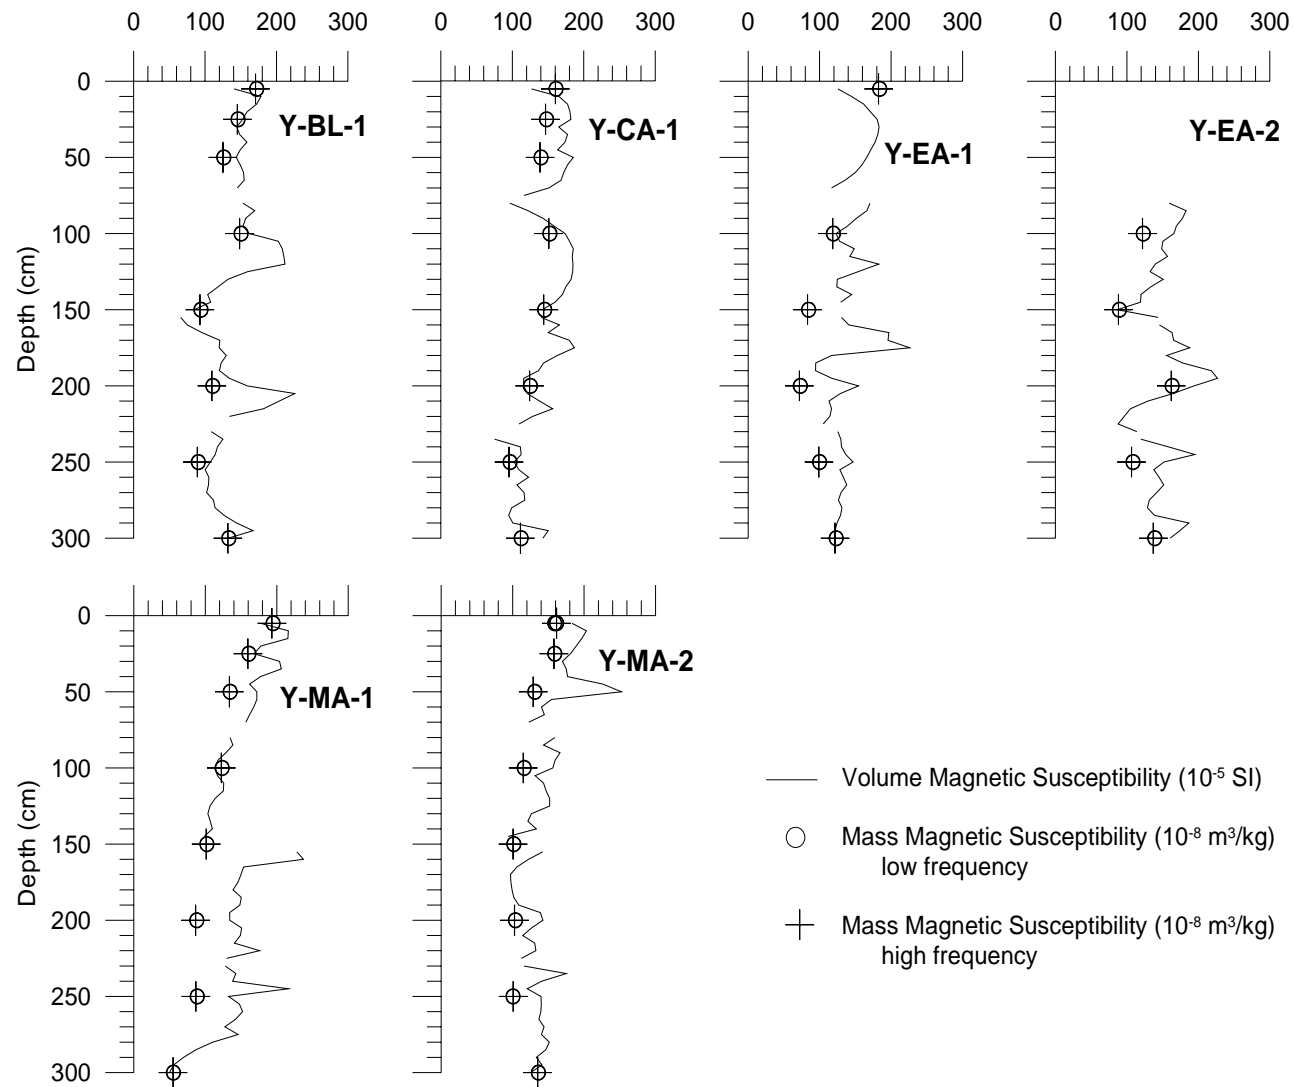 0 100 200 300 0 100 200 300 0 100 200 300 0 100 200 300
0
50
100
150
200
250
300
Depth (cm)
Y-BL-1
Y-CA-1
Y-EA-1
Y-EA-2
0 100 200 300 0 100 200 300
0
50
100
150
200
250
300
Depth (cm)
Y-MA-1
Y-MA-2
Volume Magnetic Susceptibility (10⁻⁵ SI)
Mass Magnetic Susceptibility (10⁻⁸ m³/kg)
low frequency
Mass Magnetic Susceptibility (10⁻⁸ m³/kg)
high frequency